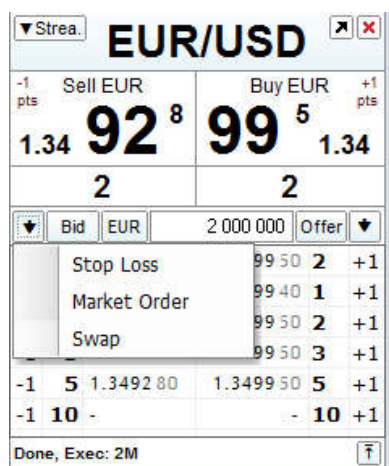 ▼Strea. EUR/USD
-1 pts Sell EUR Buy EUR +1 pts
1.34 92 8 99 5 1.34
2 2
Bid EUR 2 000 000 Offer
Stop Loss
Market Order
Swap
99 50 2 +1
99 40 1 +1
99 50 2 +1
99 50 3 +1
-1 5 1.3492 80 1.3499 50 5 +1
-1 10 - - 10 +1
Done, Exec: 2M